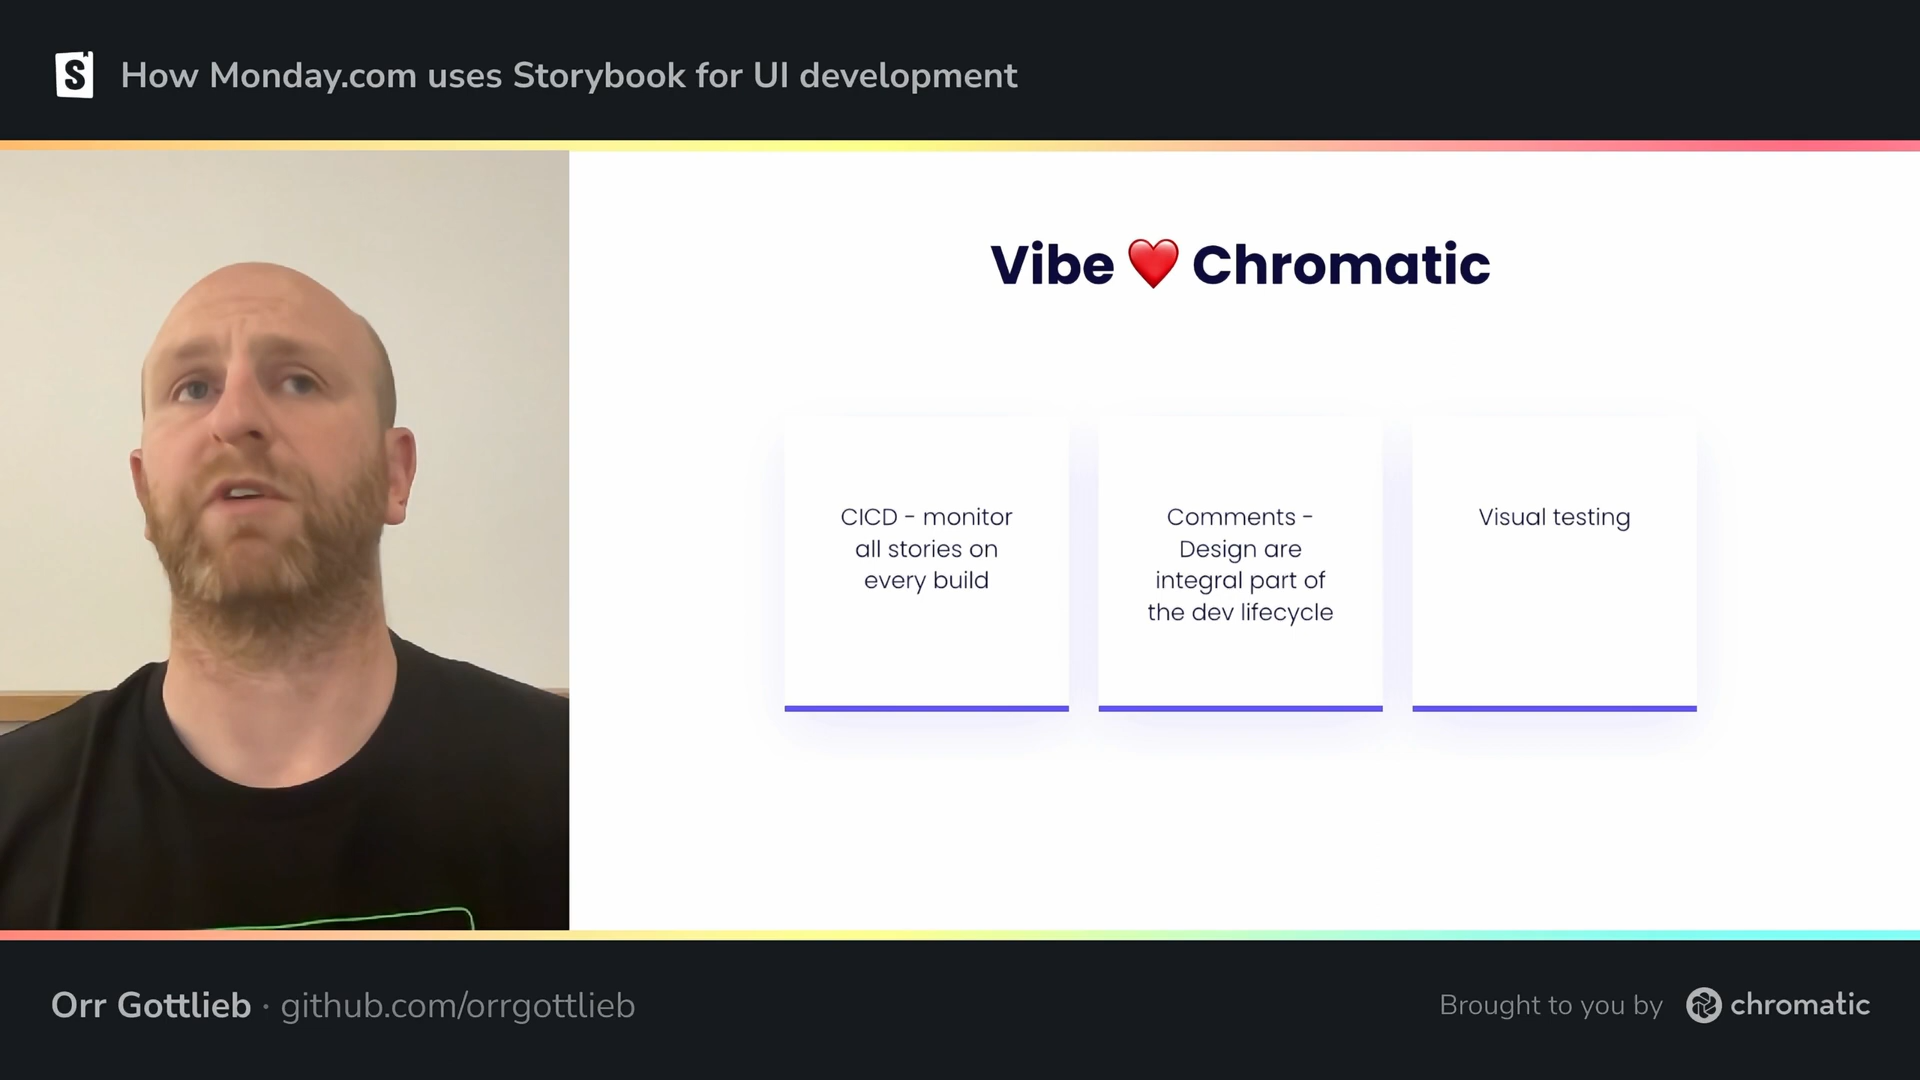 S How Monday.com uses Storybook for UI development
Vibe ❤️ Chromatic
CICD - monitor
all stories on
every build
Comments -
Design are
integral part of
the dev lifecycle
Visual testing
Orr Gottlieb · github.com/orrgottlieb
Brought to you by chromatic